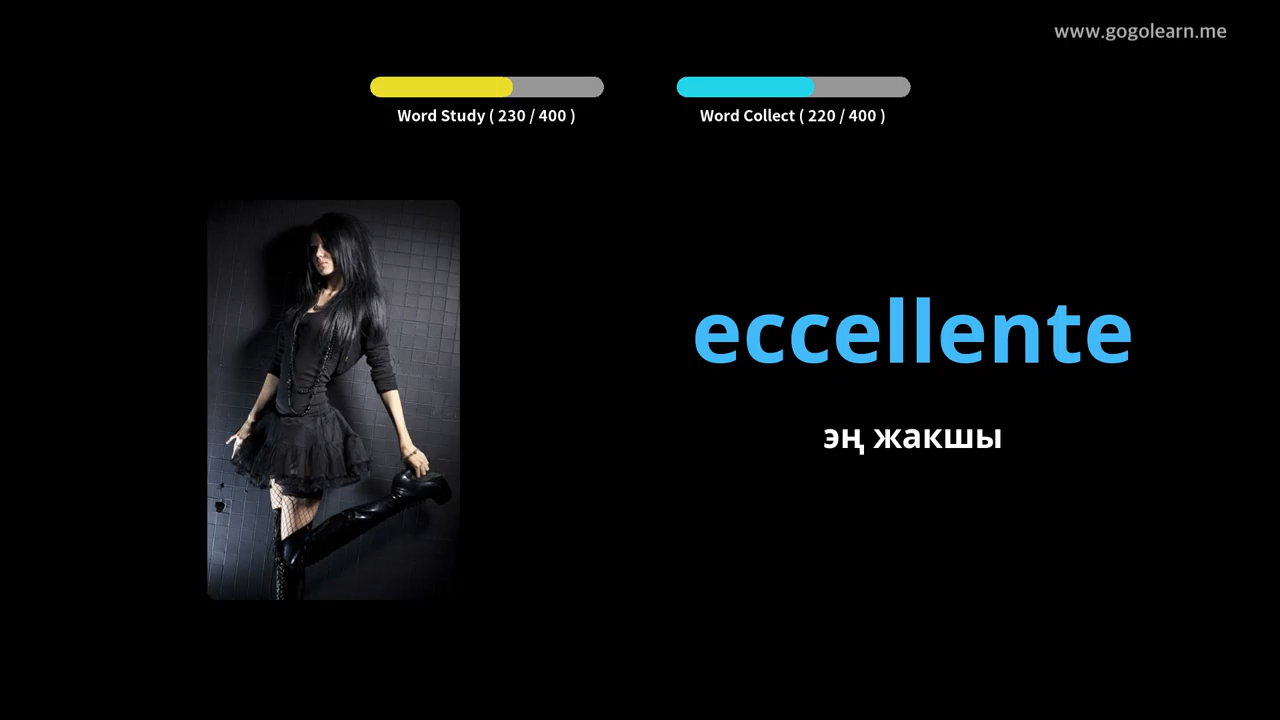 www.gogolearn.me
Word Study ( 230 / 400 )
Word Collect ( 220 / 400 )
eccellente
эң жакшы